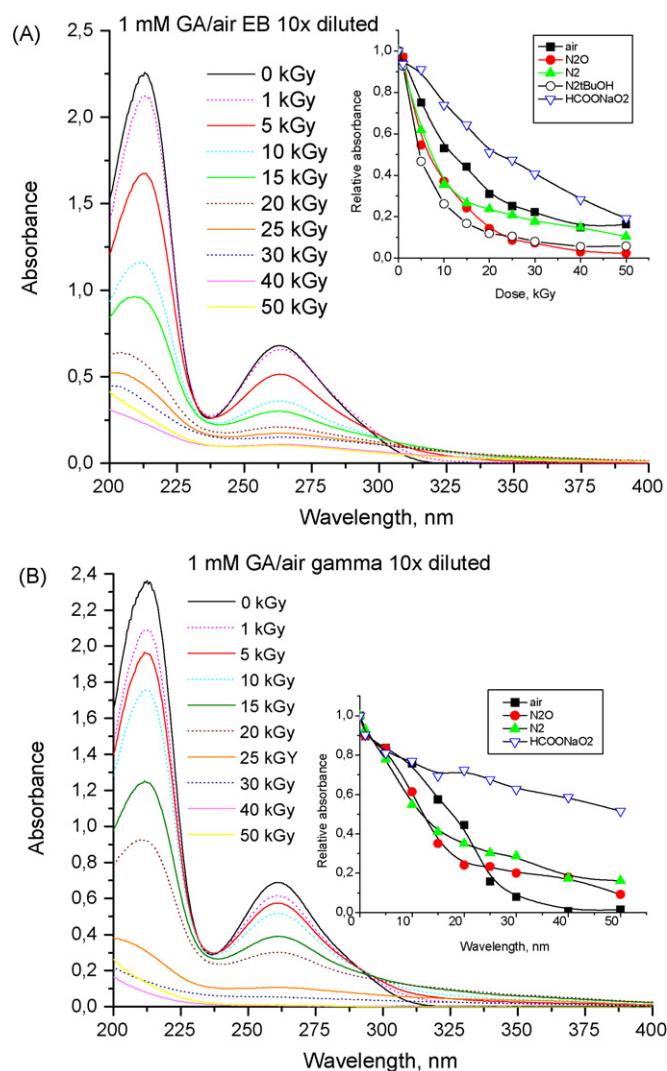 (A)
1 mM GA/air EB 10x diluted
2,5
2,0
1,5
1,0
0,5
0,0
Absorbance
200
225
250
275
300
325
350
375
400
Wavelength, nm
0 kGy
1 kGy
5 kGy
10 kGy
15 kGy
20 kGy
25 kGy
30 kGy
40 kGy
50 kGy
1,0
0,8
0,6
0,4
0,2
0,0
Relative absorbance
0
10
20
30
40
50
Dose, kGy
air
N2O
N2
N2tBuOH
HCOONaO2
(B)
1 mM GA/air gamma 10x diluted
2,4
2,2
2,0
1,8
1,6
1,4
1,2
1,0
0,8
0,6
0,4
0,2
0,0
Absorbance
200
225
250
275
300
325
350
375
400
Wavelength, nm
0 kGy
1 kGy
5 kGy
10 kGy
15 kGy
20 kGy
25 kGY
30 kGy
40 kGy
50 kGy
1,0
0,8
0,6
0,4
0,2
0,0
Relative absorbance
0
10
20
30
40
50
Wavelength, nm
air
N2O
N2
HCOONaO2